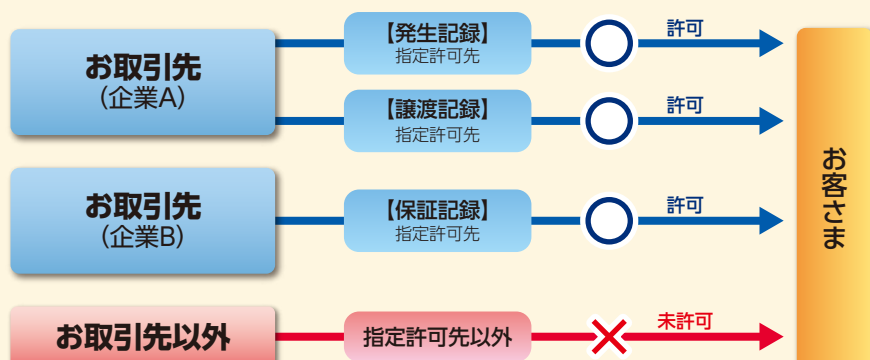 お取引先
(企業A)
【発生記録】
指定許可先
許可
【譲渡記録】
指定許可先
許可
お取引先
(企業B)
【保証記録】
指定許可先
許可
お取引先以外
指定許可先以外
未許可
お客さま